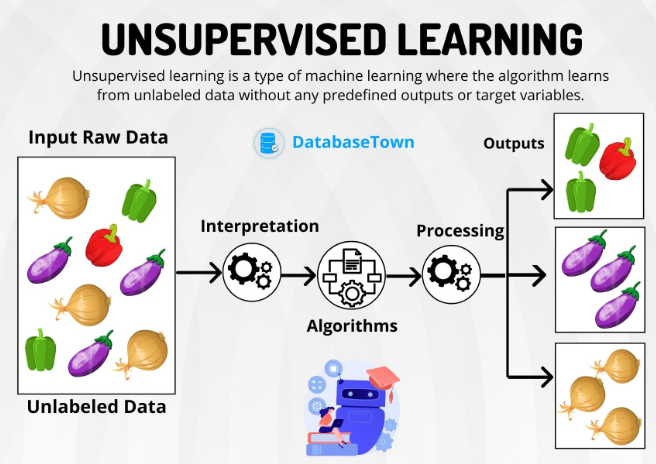 UNSUPERVISED LEARNING
Unsupervised learning is a type of machine learning where the algorithm learns
from unlabeled data without any predefined outputs or target variables.
Input Raw Data
DatabaseTown
Outputs
Interpretation
Processing
Algorithms
Unlabeled Data